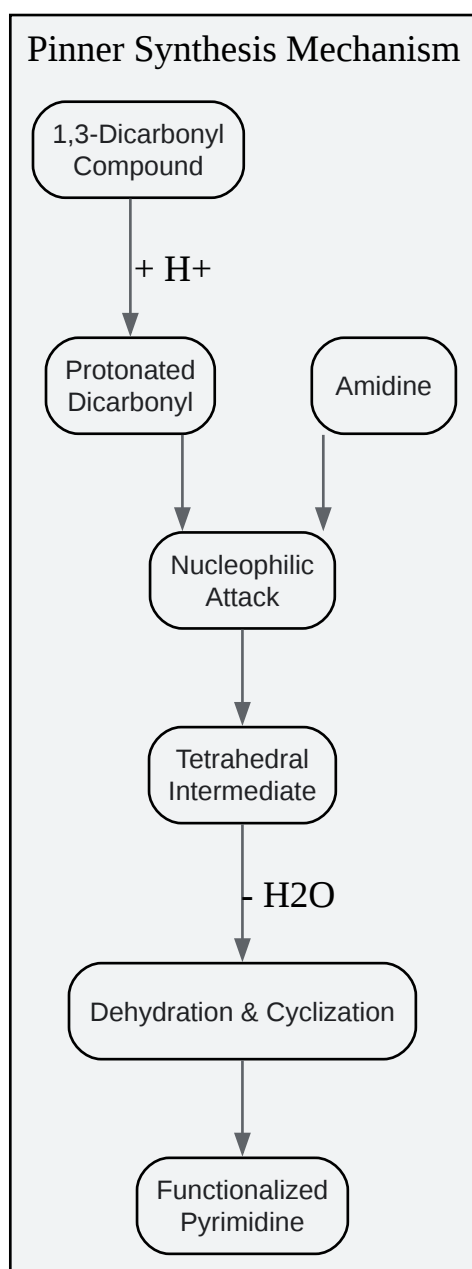 Pinner Synthesis Mechanism
1,3-Dicarbonyl
Compound
+ H+
Protonated
Dicarbonyl
Amidine
Nucleophilic
Attack
Tetrahedral
Intermediate
- H2O
Dehydration & Cyclization
Functionalized
Pyrimidine